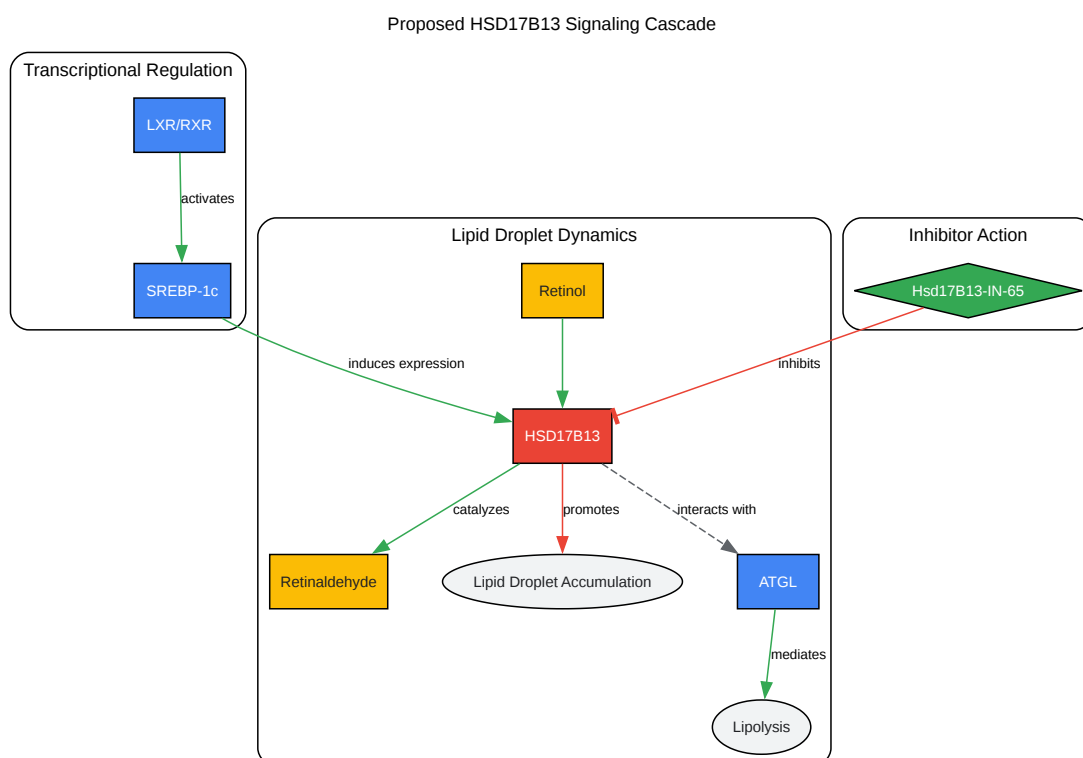 Proposed HSD17B13 Signaling Cascade
Transcriptional Regulation
LXR/RXR
activates
SREBP-1c
induces expression
Lipid Droplet Dynamics
Retinol
HSD17B13
catalyzes
promotes
interacts with
Retinaldehyde
Lipid Droplet Accumulation
ATGL
mediates
Lipolysis
Inhibitor Action
Hsd17B13-IN-65
inhibits